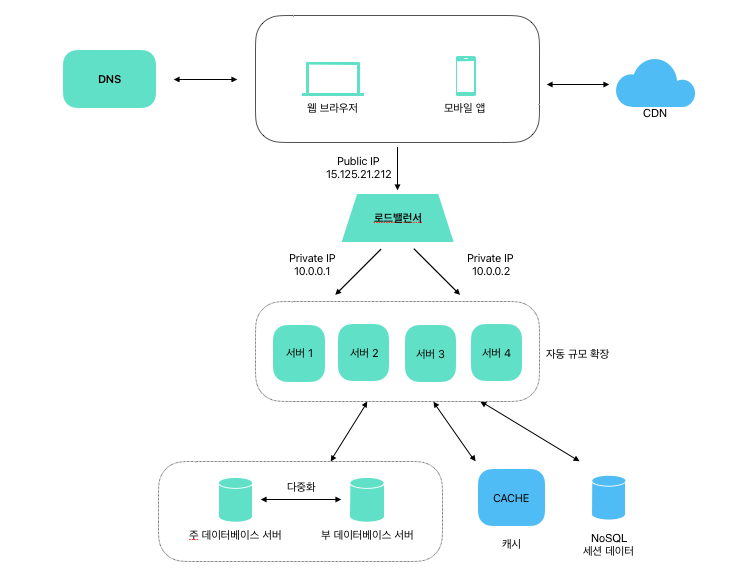 DNS
웹 브라우저
모바일 앱
CDN
Public IP
15.125.21.212
로드밸런서
Private IP
10.0.0.1
Private IP
10.0.0.2
서버 1
서버 2
서버 3
서버 4
자동 규모 확장
다중화
주 데이터베이스 서버
부 데이터베이스 서버
CACHE
캐시
NoSQL
세션 데이터